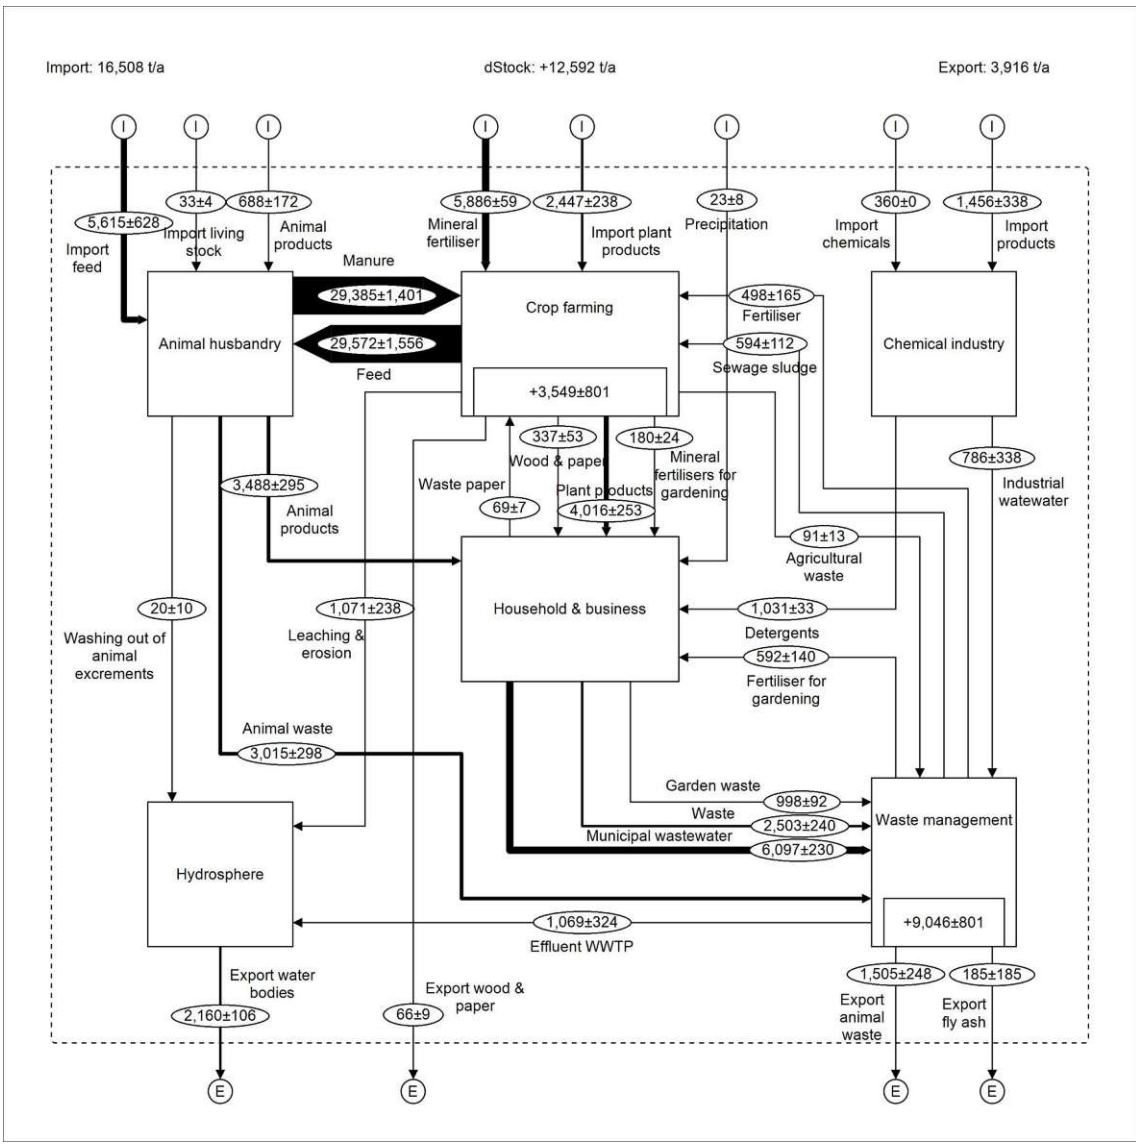 Import: 16,508 t/a
dStock: +12,592 t/a
Export: 3,916 t/a
I
I
I
I
I
I
I
I
5,615±628
Import
feed
33±4
Import living
stock
688±172
Animal
products
5,886±59
Mineral
fertiliser
2,447±238
Import plant
products
23±8
Precipitation
360±0
Import
chemicals
1,456±338
Import
products
Manure
29,385±1,401
29,572±1,556
Feed
Animal husbandry
Crop farming
+3,549±801
498±165
Fertiliser
594±112
Sewage sludge
Chemical industry
337±53
Wood & paper
180±24
Mineral
fertilisers for
gardening
Waste paper
69±7
Plant products
4,016±253
3,488±295
Animal
products
786±338
Industrial
watewater
91±13
Agricultural
waste
20±10
Washing out of
animal
excrements
1,071±238
Leaching &
erosion
Household & business
1,031±33
Detergents
592±140
Fertiliser for
gardening
Animal waste
3,015±298
Garden waste
998±92
Waste
2,503±240
Municipal wastewater
6,097±230
Waste management
+9,046±801
Hydrosphere
1,069±324
Effluent WWTP
Export water
bodies
2,160±106
Export wood &
paper
66±9
1,505±248
Export
animal
waste
185±185
Export
fly ash
E
E
E
E